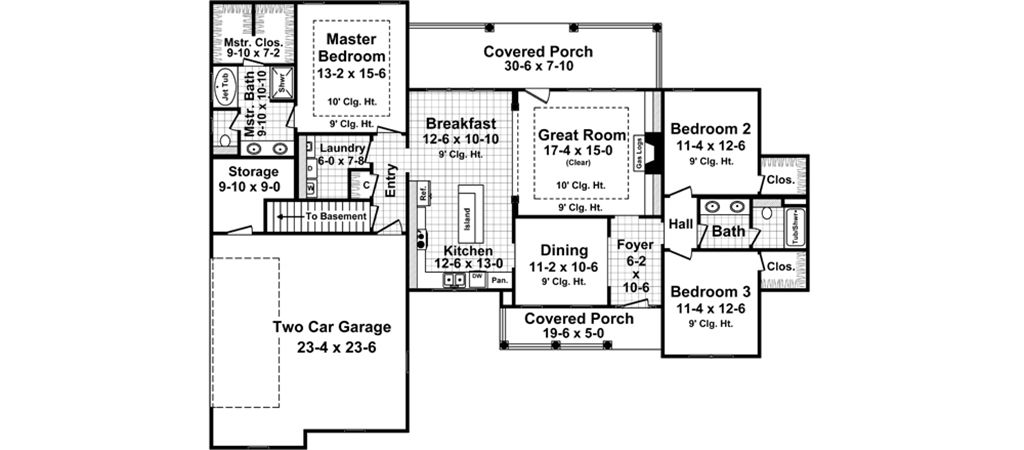 Mstr. Clos.
9-10 x 7-2
Master
Bedroom
13-2 x 15-6
10' Clg. Ht.
9' Clg. Ht.
Jet Tub
Mstr. Bath
9-10 x 10-10
Shwr
Covered Porch
30-6 x 7-10
Breakfast
12-6 x 10-10
9' Clg. Ht.
Great Room
17-4 x 15-0
(Clear)
10' Clg. Ht.
9' Clg. Ht.
Gas Logs
Bedroom 2
11-4 x 12-6
9' Clg. Ht.
Clos.
Laundry
6-0 x 7-8
D
W
C
Entry
Storage
9-10 x 9-0
To Basement
Ref.
Island
Kitchen
12-6 x 13-0
DW
Pan.
Dining
11-2 x 10-6
9' Clg. Ht.
Foyer
6-2
x
10-6
Hall
Bath
Tub/Shwr
Clos.
Bedroom 3
11-4 x 12-6
9' Clg. Ht.
Two Car Garage
23-4 x 23-6
Covered Porch
19-6 x 5-0